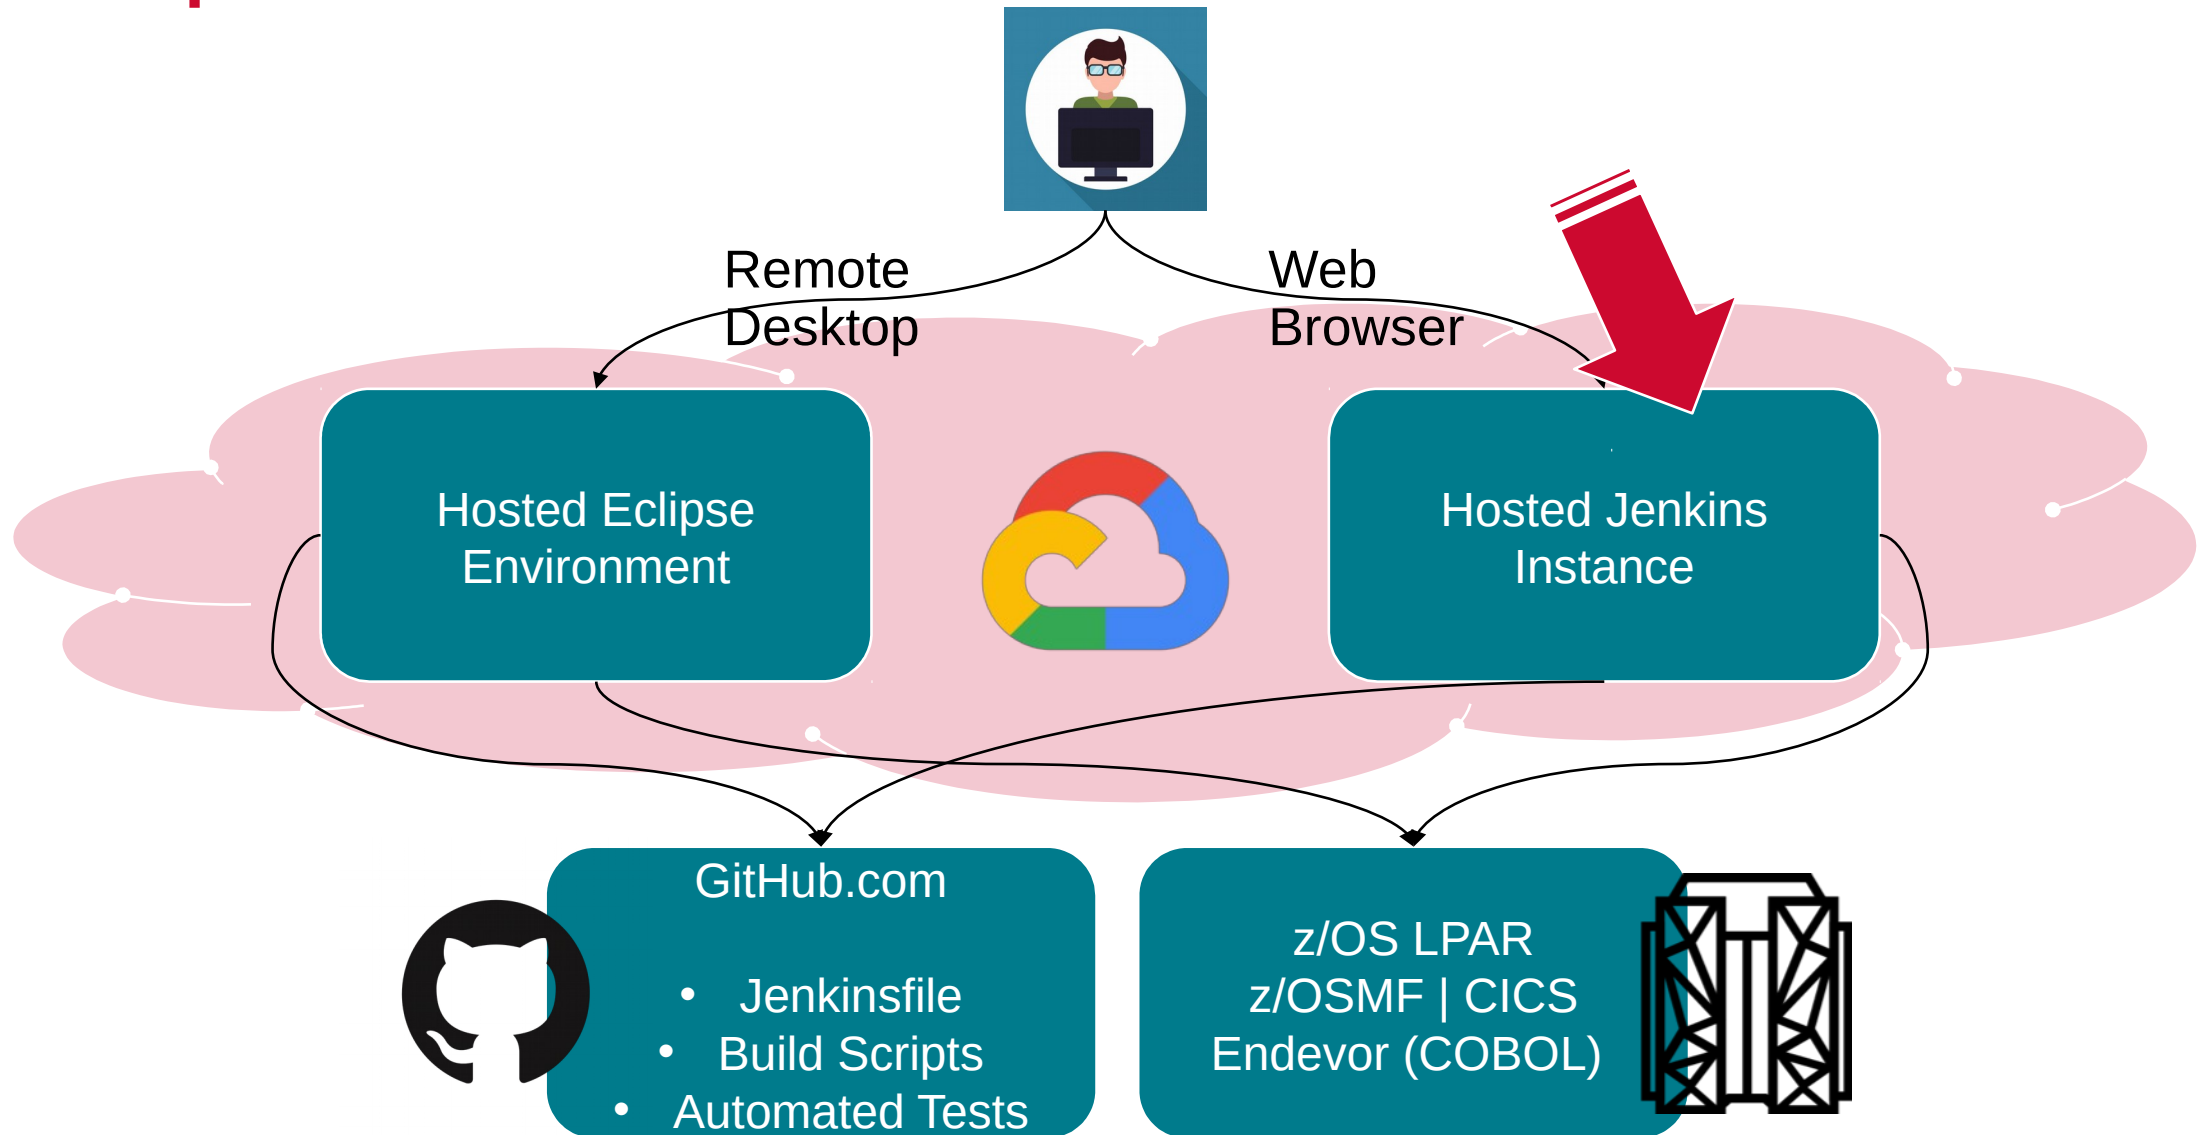 Remote
Desktop
Web
Browser
Hosted Eclipse
Environment
Hosted Jenkins
Instance
GitHub.com
• Jenkinsfile
• Build Scripts
• Automated Tests
z/OS LPAR
z/OSMF | CICS
Endevor (COBOL)